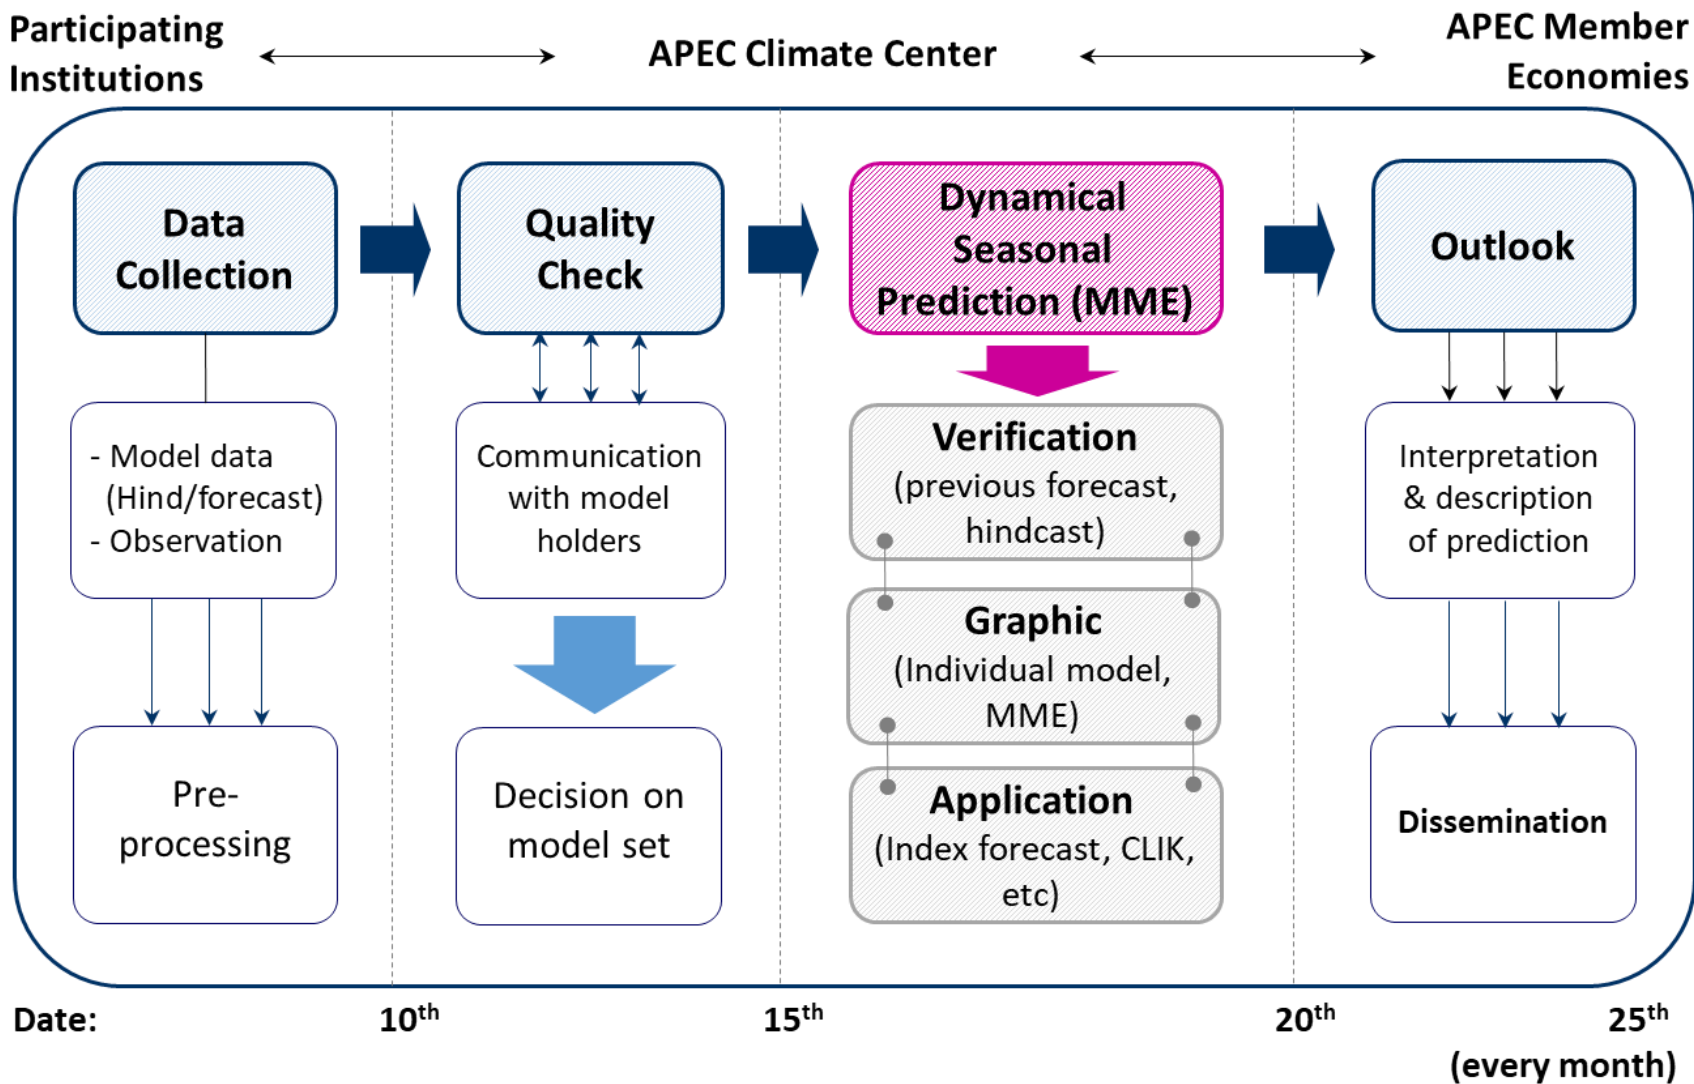 Participating
Institutions
APEC Climate Center
APEC Member
Economies
Data
Collection
Quality
Check
Dynamical
Seasonal
Prediction (MME)
Outlook
- Model data
(Hind/forecast)
- Observation
Communication
with model
holders
Verification
(previous forecast,
hindcast)
Interpretation
& description
of prediction
Graphic
(Individual model,
MME)
Pre-
processing
Decision on
model set
Application
(Index forecast, CLIK,
etc)
Dissemination
Date: 10th 15th 20th 25th
(every month)